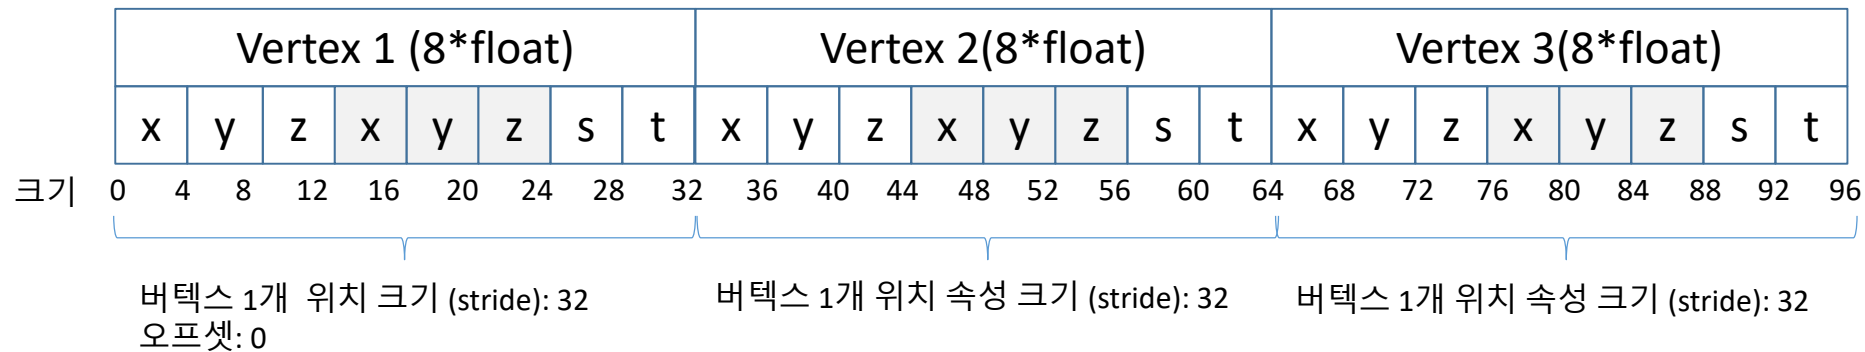 Vertex 1 (8*float) Vertex 2(8*float) Vertex 3(8*float)
x y z x y z s t x y z x y z s t x y z x y z s t
크기 0 4 8 12 16 20 24 28 32 36 40 44 48 52 56 60 64 68 72 76 80 84 88 92 96
버텍스 1개 위치 크기 (stride): 32 버텍스 1개 위치 속성 크기 (stride): 32 버텍스 1개 위치 속성 크기 (stride): 32
오프셋: 0